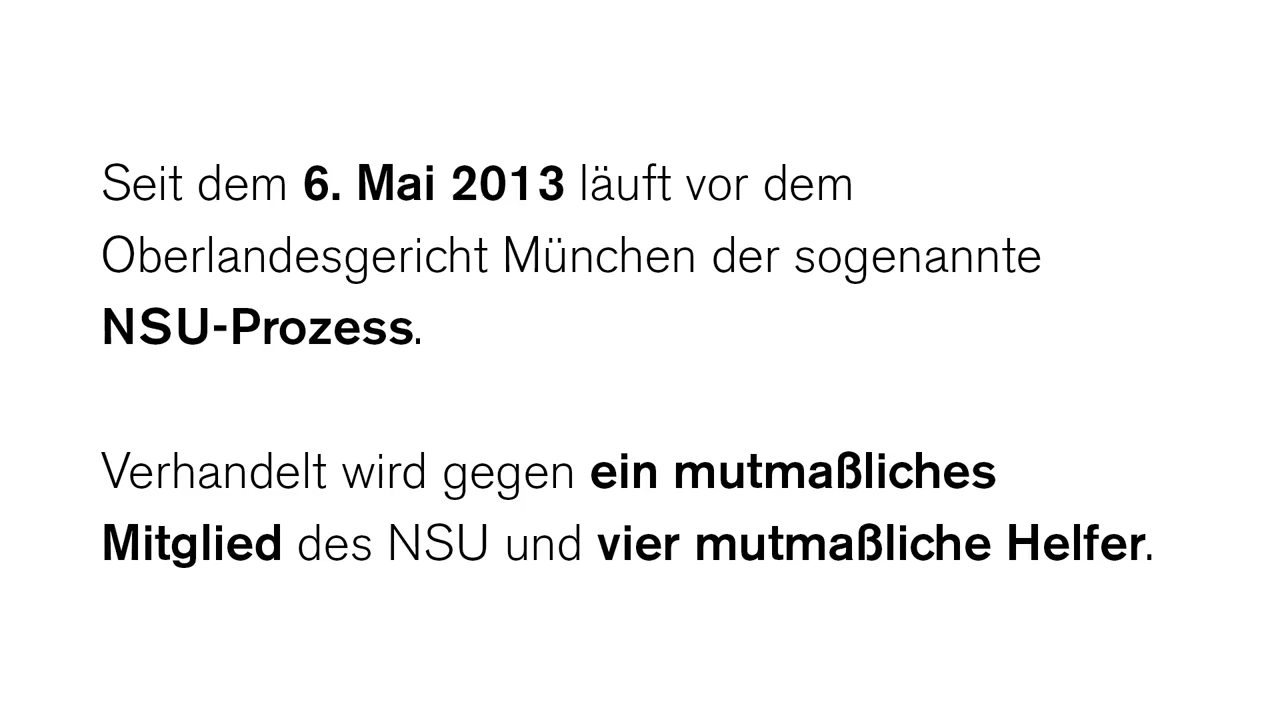 Seit dem 6. Mai 2013 läuft vor dem
Oberlandesgericht München der sogenannte
NSU-Prozess.
Verhandelt wird gegen ein mutmaßliches
Mitglied des NSU und vier mutmaßliche Helfer.